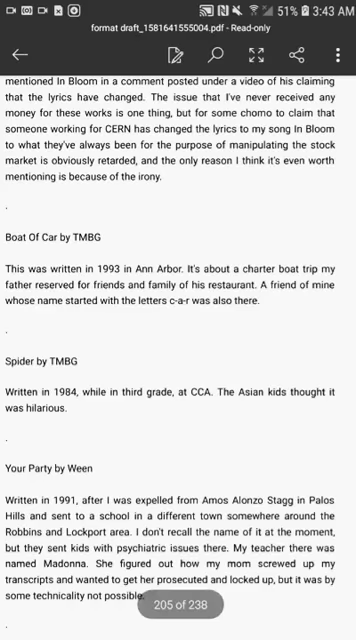 51% 3:43 AM
format draft_1581641555004.pdf - Read-only
mentioned In Bloom in a comment posted under a video of his claiming
that the lyrics have changed. The issue that I've never received any
money for these works is one thing, but for some chomo to claim that
someone working for CERN has changed the lyrics to my song In Bloom
to what they've always been for the purpose of manipulating the stock
market is obviously retarded, and the only reason I think it's even worth
mentioning is because of the irony.
.
Boat Of Car by TMBG
This was written in 1993 in Ann Arbor. It's about a charter boat trip my
father reserved for friends and family of his restaurant. A friend of mine
whose name started with the letters c-a-r was also there.
.
Spider by TMBG
Written in 1984, while in third grade, at CCA. The Asian kids thought it
was hilarious.
.
Your Party by Ween
Written in 1991, after I was expelled from Amos Alonzo Stagg in Palos
Hills and sent to a school in a different town somewhere around the
Robbins and Lockport area. I don't recall the name of it at the moment,
but they sent kids with psychiatric issues there. My teacher there was
named Madonna. She figured out how my mom screwed up my
transcripts and wanted to get her prosecuted and locked up, but it was by
some technicality not possible.
205 of 238
.